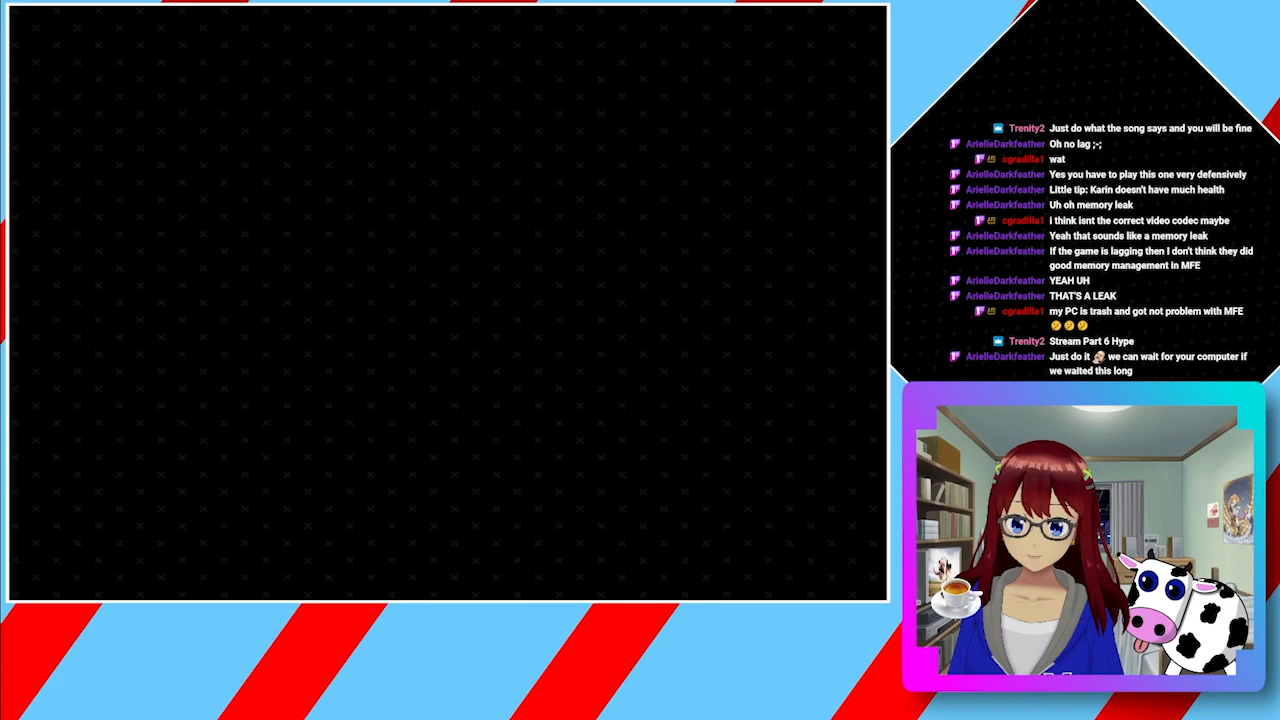 Trenity2 Just do what the song says and you will be fine
ArielleDarkfeather Oh no lag ;-;
cgradilla1 wat
ArielleDarkfeather Yes you have to play this one very defensively
ArielleDarkfeather Little tip: Karin doesn't have much health
ArielleDarkfeather Uh oh memory leak
cgradilla1 i think isnt the correct video codec maybe
ArielleDarkfeather Yeah that sounds like a memory leak
ArielleDarkfeather If the game is lagging then I don't think they did
good memory management in MFE
ArielleDarkfeather YEAH UH
ArielleDarkfeather THAT'S A LEAK
cgradilla1 my PC is trash and got not problem with MFE
🤔🤔🤔
Trenity2 Stream Part 6 Hype
ArielleDarkfeather Just do it we can wait for your computer if
we waited this long